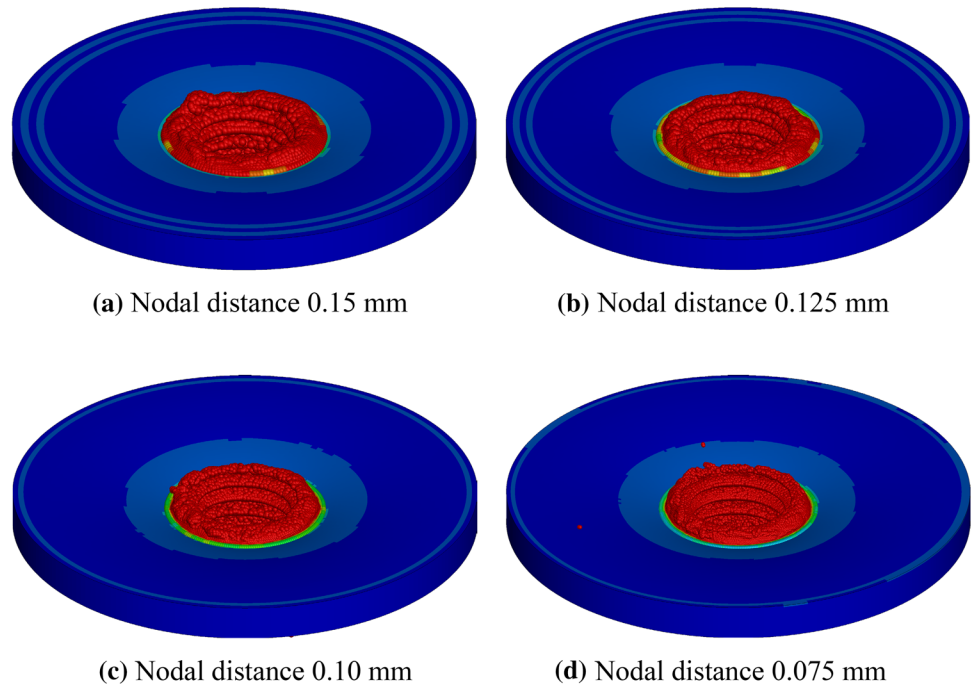 (a) Nodal distance 0.15 mm
(b) Nodal distance 0.125 mm
(c) Nodal distance 0.10 mm
(d) Nodal distance 0.075 mm